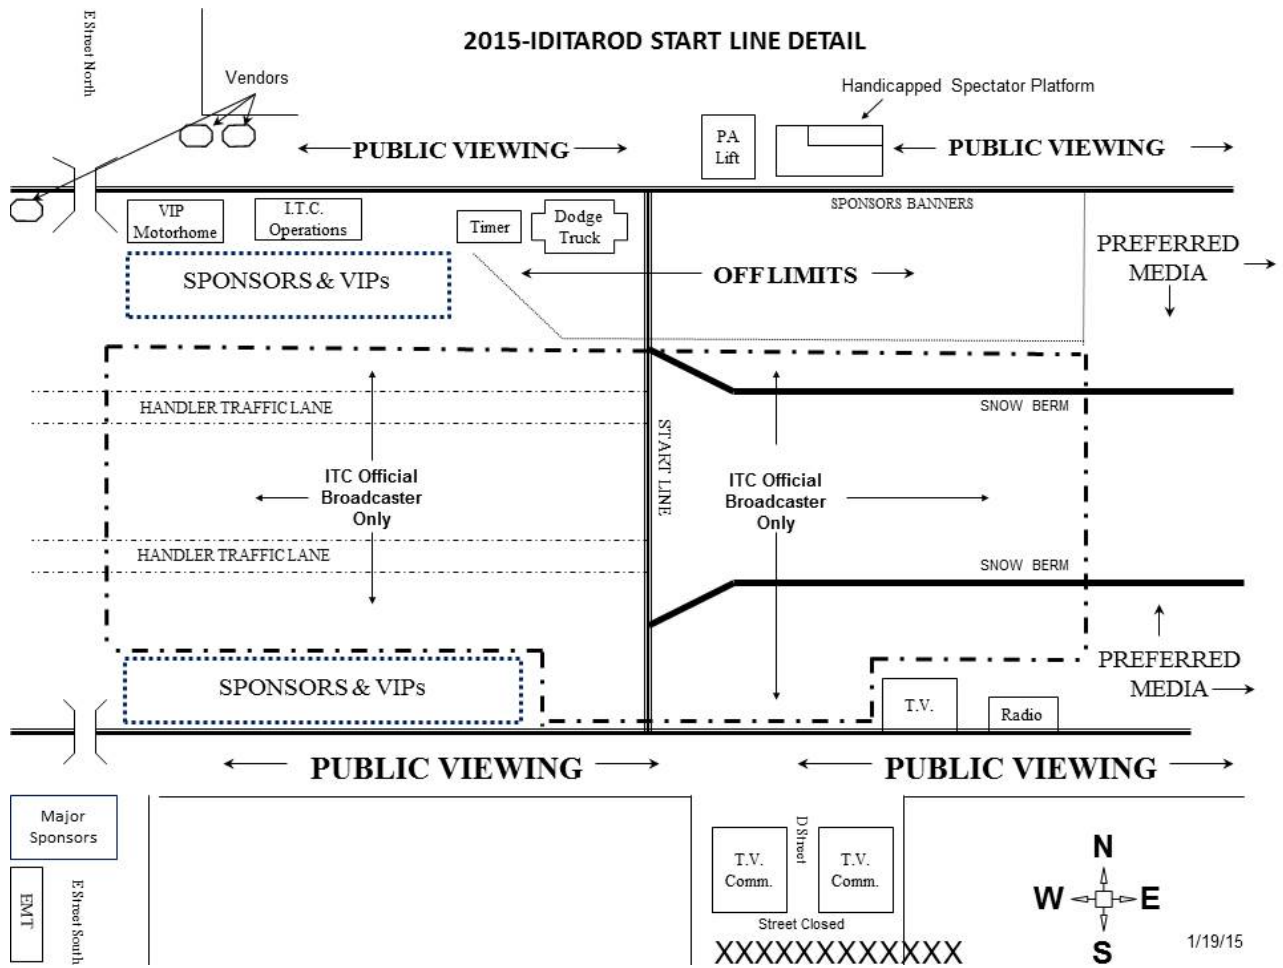 2015-IDITAROD START LINE DETAIL
E Street North
Vendors
Handicapped Spectator Platform
PA
Lift
PUBLIC VIEWING
PUBLIC VIEWING
VIP
Motorhome
I.T.C.
Operations
Timer
Dodge
Truck
SPONSORS BANNERS
PREFERRED
MEDIA
SPONSORS & VIPs
OFF LIMITS
HANDLER TRAFFIC LANE
SNOW BERM
START LINE
ITC Official
Broadcaster
Only
ITC Official
Broadcaster
Only
HANDLER TRAFFIC LANE
SNOW BERM
SPONSORS & VIPs
PREFERRED
MEDIA
T.V.
Radio
PUBLIC VIEWING
PUBLIC VIEWING
Major
Sponsors
EMT
E Street South
D Street
T.V.
Comm.
T.V.
Comm.
Street Closed
XXXXXXXXXXXX
N
W
E
S
1/19/15